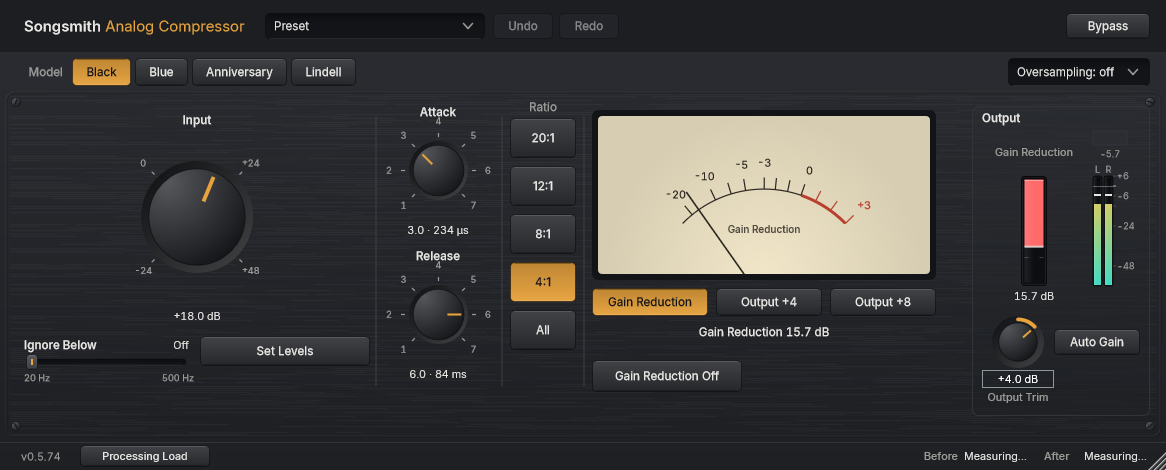 Songsmith Analog Compressor Preset Undo Redo Bypass
Model Black Blue Anniversary Lindell Oversampling: off
Input
0 +24
-24 +48
+18.0 dB
Ignore Below Off
20 Hz 500 Hz
Set Levels
Attack
1 2 3 4 5 6 7
3.0 · 234 µs
Release
1 2 3 4 5 6 7
6.0 · 84 ms
Ratio
20:1
12:1
8:1
4:1
All
-20 -10 -5 -3 0 +3
Gain Reduction
Gain Reduction Output +4 Output +8
Gain Reduction 15.7 dB
Gain Reduction Off
Output
Gain Reduction -5.7
L R
+6
-6
-24
-48
15.7 dB
Auto Gain
+4.0 dB
Output Trim
v0.5.74 Processing Load Before Measuring... After Measuring...